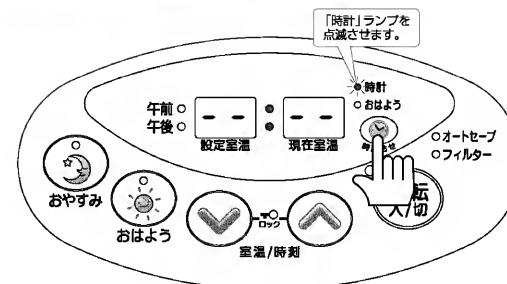 「時計」ランプを
点滅させます。
時計
おはよう
午前
午後
-- : --
設定室温
現在室温
オートセーブ
フィルター
おやすみ
おはよう
ロック
室温/時刻
入/切